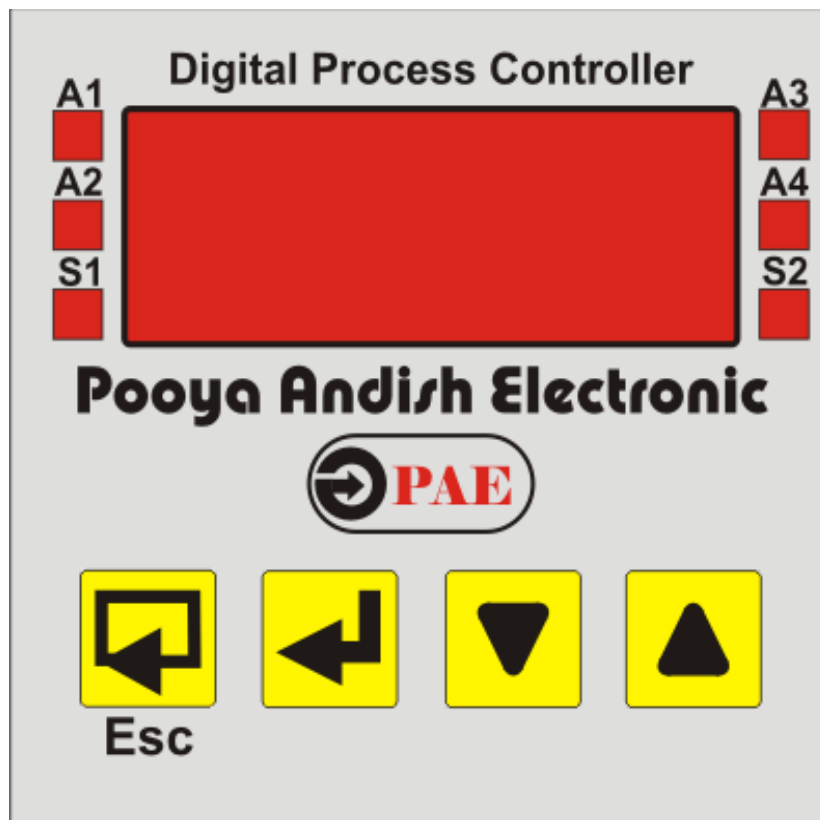 Digital Process Controller
A1
A3
A2
A4
S1
S2
Pooya Andish Electronic
PAE
Esc